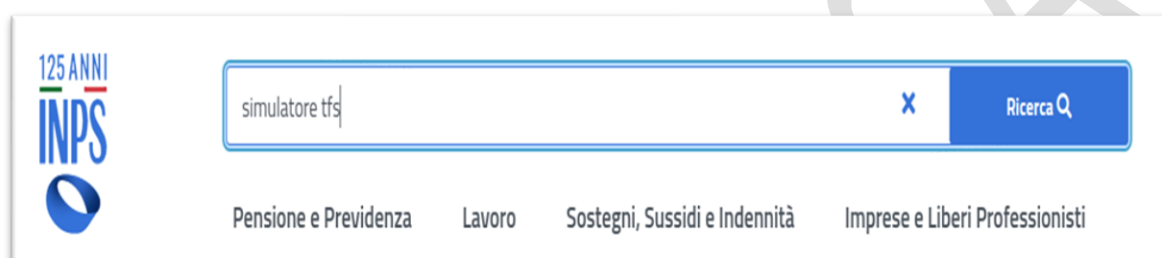 125 ANNI
INPS
simulatore tfs
x
Ricerca
Pensione e Previdenza Lavoro Sostegni, Sussidi e Indennità Imprese e Liberi Professionisti